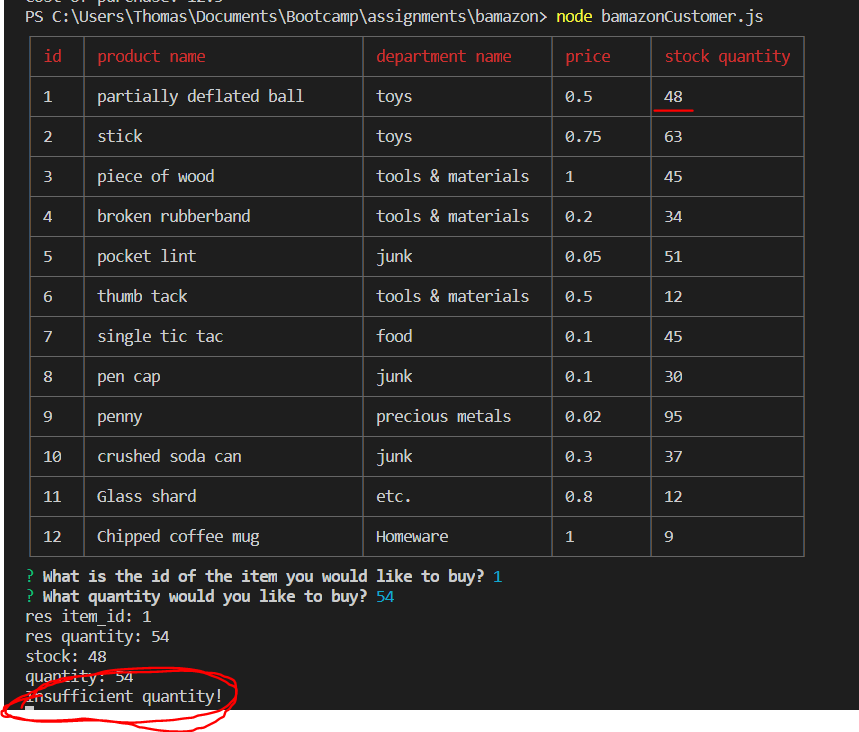 PS C:\Users\Thomas\Documents\Bootcamp\assignments\bamazon> node bamazonCustomer.js
id product name department name price stock quantity
1 partially deflated ball toys 0.5 48
2 stick toys 0.75 63
3 piece of wood tools & materials 1 45
4 broken rubberband tools & materials 0.2 34
5 pocket lint junk 0.05 51
6 thumb tack tools & materials 0.5 12
7 single tic tac food 0.1 45
8 pen cap junk 0.1 30
9 penny precious metals 0.02 95
10 crushed soda can junk 0.3 37
11 Glass shard etc. 0.8 12
12 Chipped coffee mug Homeware 1 9
? What is the id of the item you would like to buy? 1
? What quantity would you like to buy? 54
res item_id: 1
res quantity: 54
stock: 48
quantity: 54
Insufficient quantity!